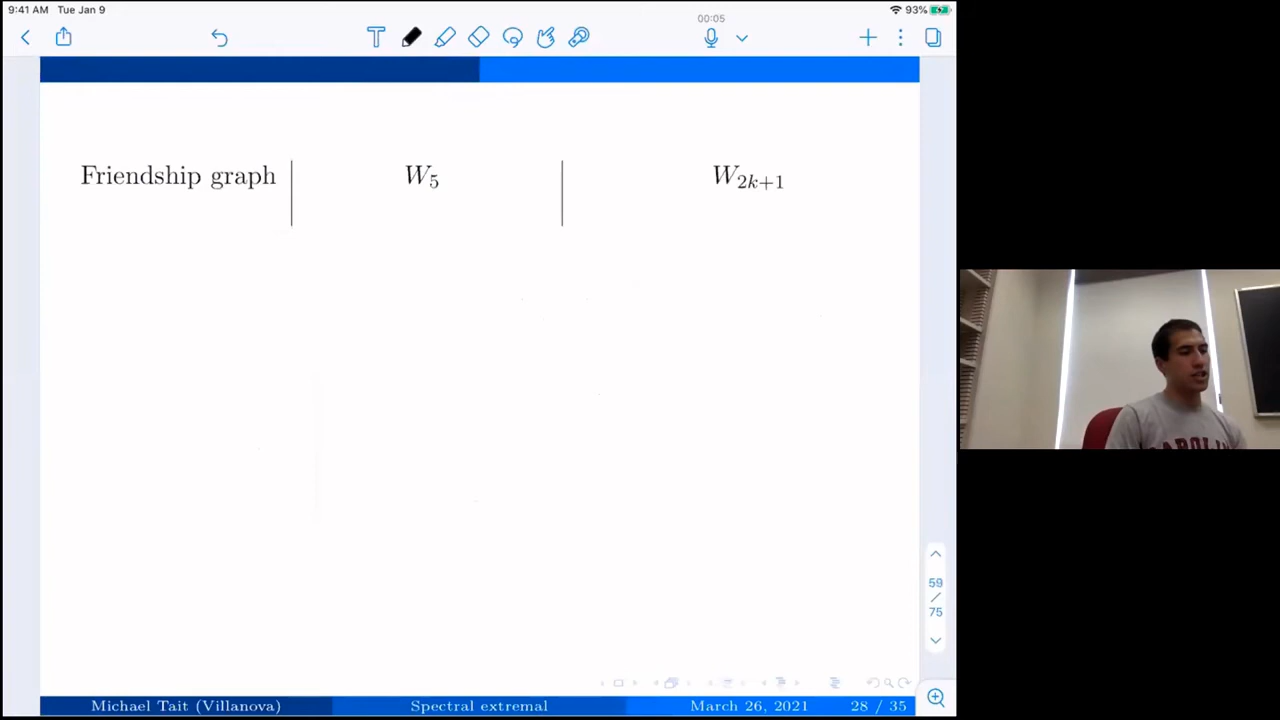 9:41 AM Tue Jan 9
93%
00:05
Friendship graph
W₅
W₂ₖ₊₁
59
/
75
Michael Tait (Villanova)
Spectral extremal
March 26, 2021
28 / 35